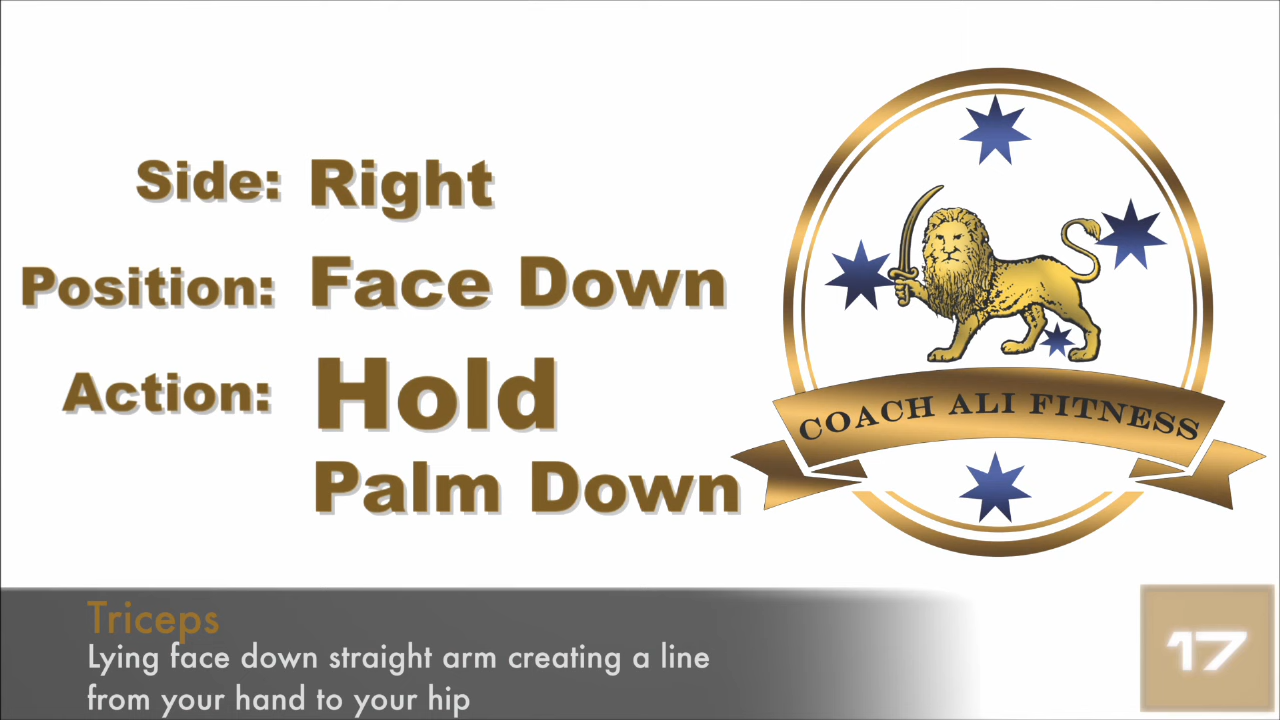 Side: Right
Position: Face Down
Action: Hold
Palm Down
COACH ALI FITNESS
Triceps
Lying face down straight arm creating a line
from your hand to your hip
17